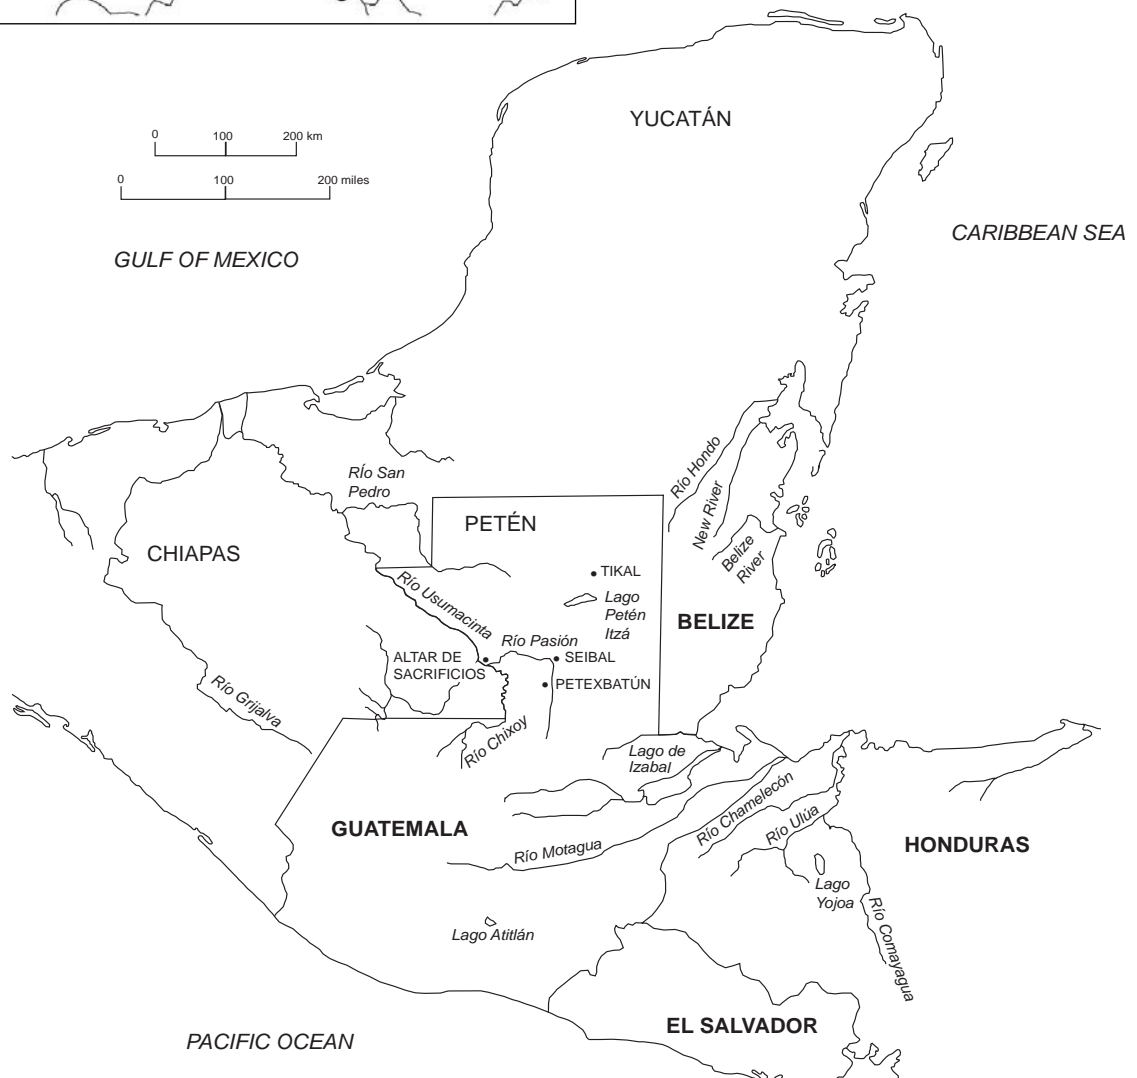 YUCATÁN
0 100 200 km
0 100 200 miles
CARIBBEAN SEA
GULF OF MEXICO
Río Hondo
RÍo San
Pedro
New River
PETÉN
Belize
River
CHIAPAS
TIKAL
Río Usumacinta
Lago
Petén
Itzá
BELIZE
Río Pasión
ALTAR DE
SACRIFICIOS
SEIBAL
PETEXBATÚN
Río Grijalva
Río Chixoy
Lago de
Izabal
Río Chamelecón
GUATEMALA
Río Ulúa
Río Motagua
HONDURAS
Lago
Yojoa
Río Comayagua
Lago Atitlán
EL SALVADOR
PACIFIC OCEAN